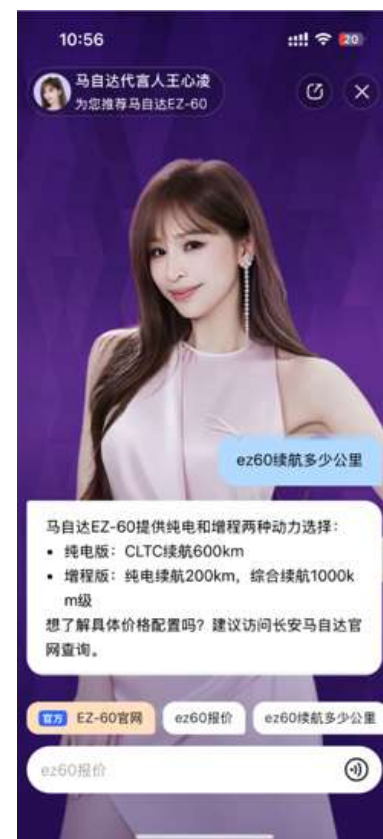 10:56
20
马自达代言人王心凌
为您推荐马自达EZ-60
ez60续航多少公里
马自达EZ-60提供纯电和增程两种动力选择：
• 纯电版：CLTC续航600km
• 增程版：纯电续航200km，综合续航1000k
m级
想了解具体价格配置吗？建议访问长安马自达官
网查询。
官方 EZ-60官网 ez60报价 ez60续航多少公里
ez60报价